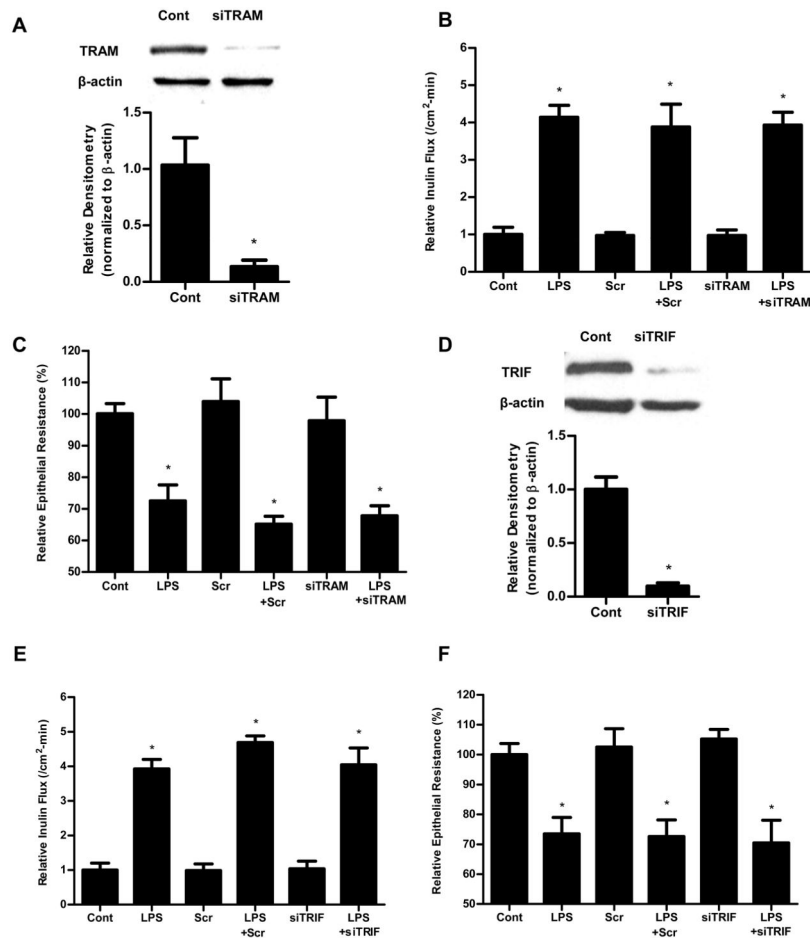 A
Cont siTRAM
TRAM
β-actin
Relative Densitometry
(normalized to β-actin)
1.5
1.0
0.5
0.0
*
Cont siTRAM
B
Relative Inulin Flux (/cm²-min)
6
5
4
3
2
1
0
* * *
Cont LPS Scr LPS siTRAM LPS
+Scr +siTRAM
C
Relative Epithelial Resistance (%)
120
110
100
90
80
70
60
50
* * *
Cont LPS Scr LPS siTRAM LPS
+Scr +siTRAM
D
Cont siTRIF
TRIF
β-actin
Relative Densitometry
(normalized to β-actin)
1.5
1.0
0.5
0.0
*
Cont siTRIF
E
Relative Inulin Flux (/cm²-min)
6
5
4
3
2
1
0
* * *
Cont LPS Scr LPS siTRIF LPS
+Scr +siTRIF
F
Relative Epithelial Resistance (%)
120
110
100
90
80
70
60
50
* * *
Cont LPS Scr LPS siTRIF LPS
+Scr +siTRIF